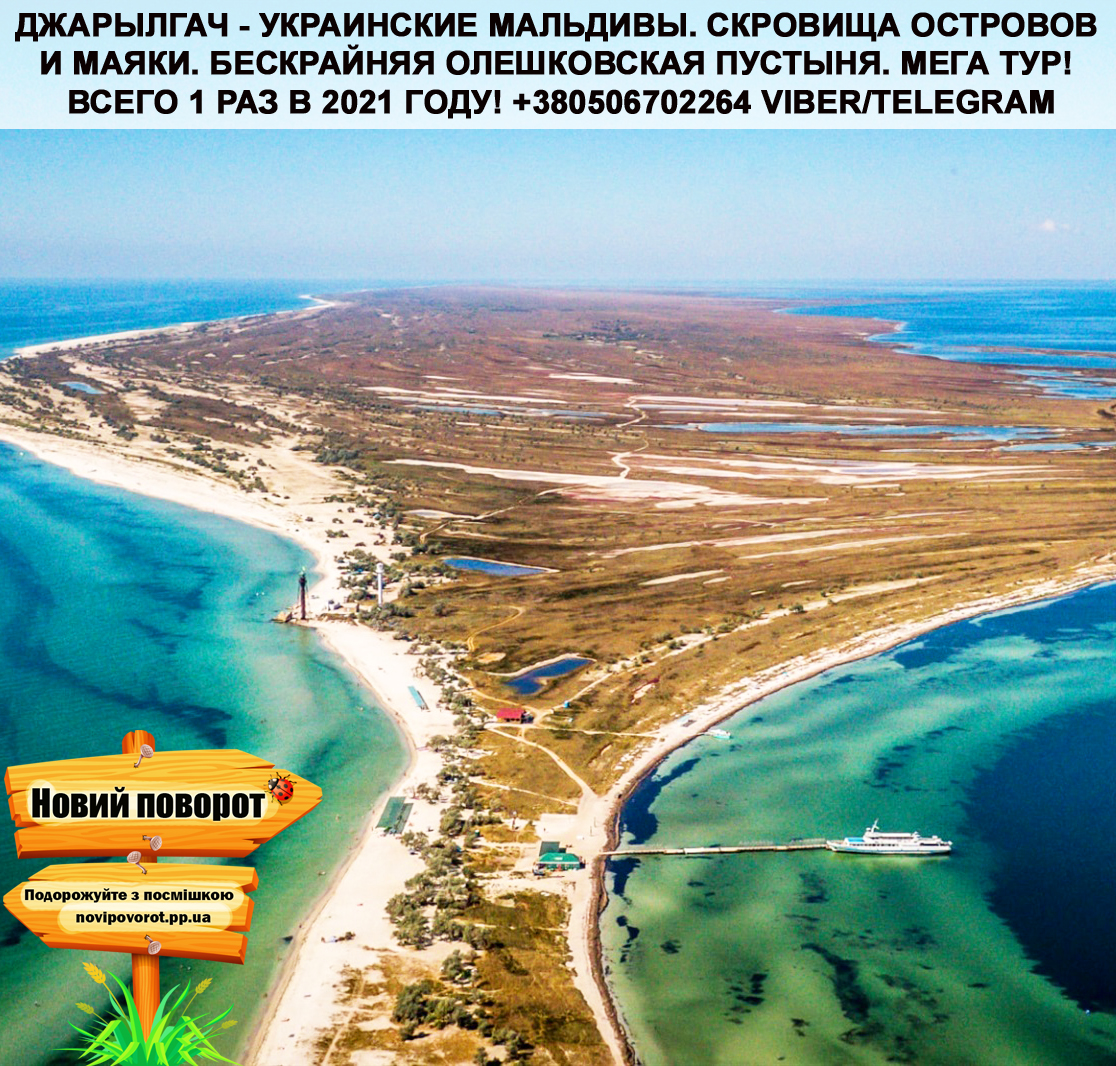 ДЖАРЫЛГАЧ - УКРАИНСКИЕ МАЛЬДИВЫ. СКРОВИЩА ОСТРОВОВ
И МАЯКИ. БЕСКРАЙНЯЯ ОЛЕШКОВСКАЯ ПУСТЫНЯ. МЕГА ТУР!
ВСЕГО 1 РАЗ В 2021 ГОДУ! +380506702264 VIBER/TELEGRAM
Новий поворот
Подорожуйте з посмішкою
novipovorot.pp.ua